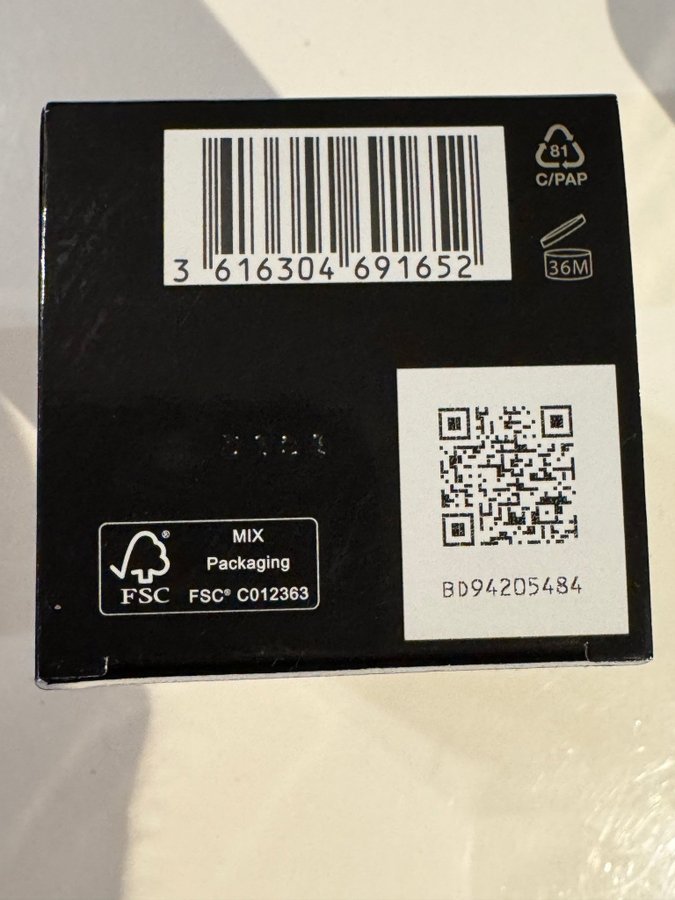 3 616304 691652
81
C/PAP
36M
BD94205484
MIX
Packaging
FSC® C012363
FSC ®